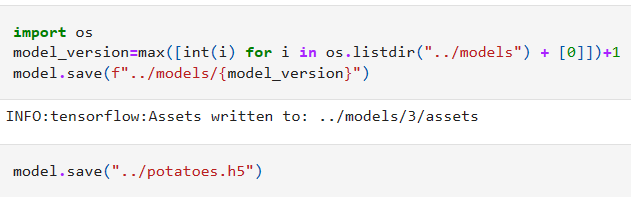 import os
model_version=max([int(i) for i in os.listdir("../models") + [0]])+1
model.save(f"../models/{model_version}")
INFO:tensorflow:Assets written to: ../models/3/assets
model.save("../potatoes.h5")